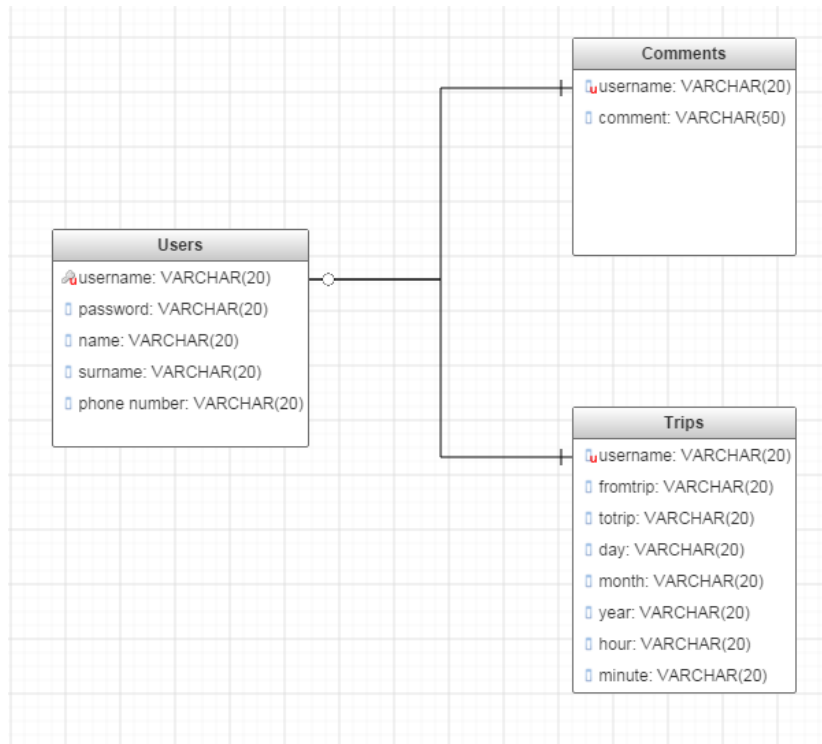 Comments
username: VARCHAR(20)
comment: VARCHAR(50)
Users
username: VARCHAR(20)
password: VARCHAR(20)
name: VARCHAR(20)
surname: VARCHAR(20)
phone number: VARCHAR(20)
Trips
username: VARCHAR(20)
fromtrip: VARCHAR(20)
totrip: VARCHAR(20)
day: VARCHAR(20)
month: VARCHAR(20)
year: VARCHAR(20)
hour: VARCHAR(20)
minute: VARCHAR(20)